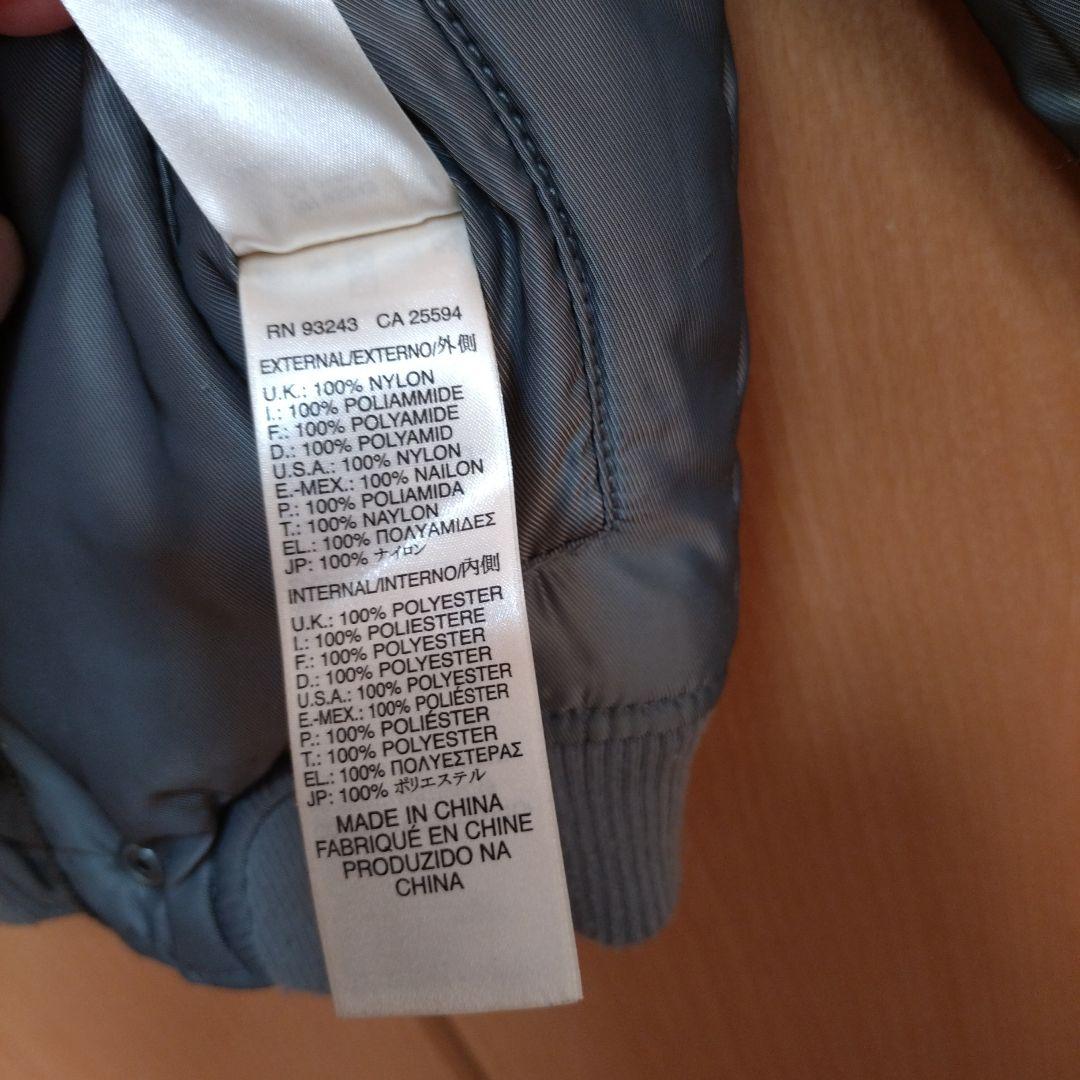 RN 93243 CA 25594
EXTERNAL/EXTERNO/外側
U.K.: 100% NYLON
I.: 100% POLIAMMIDE
F.: 100% POLYAMIDE
D.: 100% POLYAMID
U.S.A.: 100% NYLON
E.-MEX.: 100% NAILON
P.: 100% POLIAMIDA
T.: 100% NAYLON
EL.: 100% ΠΟΛΥΑΜΙΔΕΣ
JP: 100% ナイロン
INTERNAL/INTERNO/内側
U.K.: 100% POLYESTER
I.: 100% POLIESTERE
F.: 100% POLYESTER
D.: 100% POLYESTER
U.S.A.: 100% POLYESTER
E.-MEX.: 100% POLIÉSTER
P.: 100% POLIÉSTER
T.: 100% POLYESTER
EL.: 100% ΠΟΛΥΕΣΤΕΡΑΣ
JP: 100% ポリエステル
MADE IN CHINA
FABRIQUÉ EN CHINE
PRODUZIDO NA
CHINA